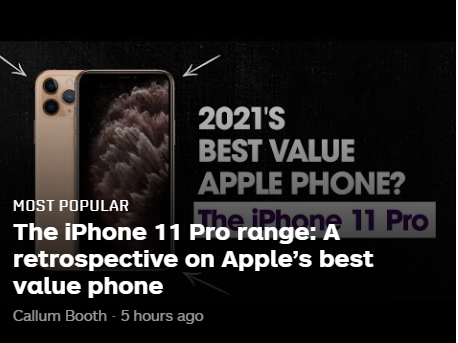 2021'S
BEST VALUE
APPLE PHONE?
The iPhone 11 Pro
MOST POPULAR
The iPhone 11 Pro range: A
retrospective on Apple’s best
value phone
Callum Booth · 5 hours ago